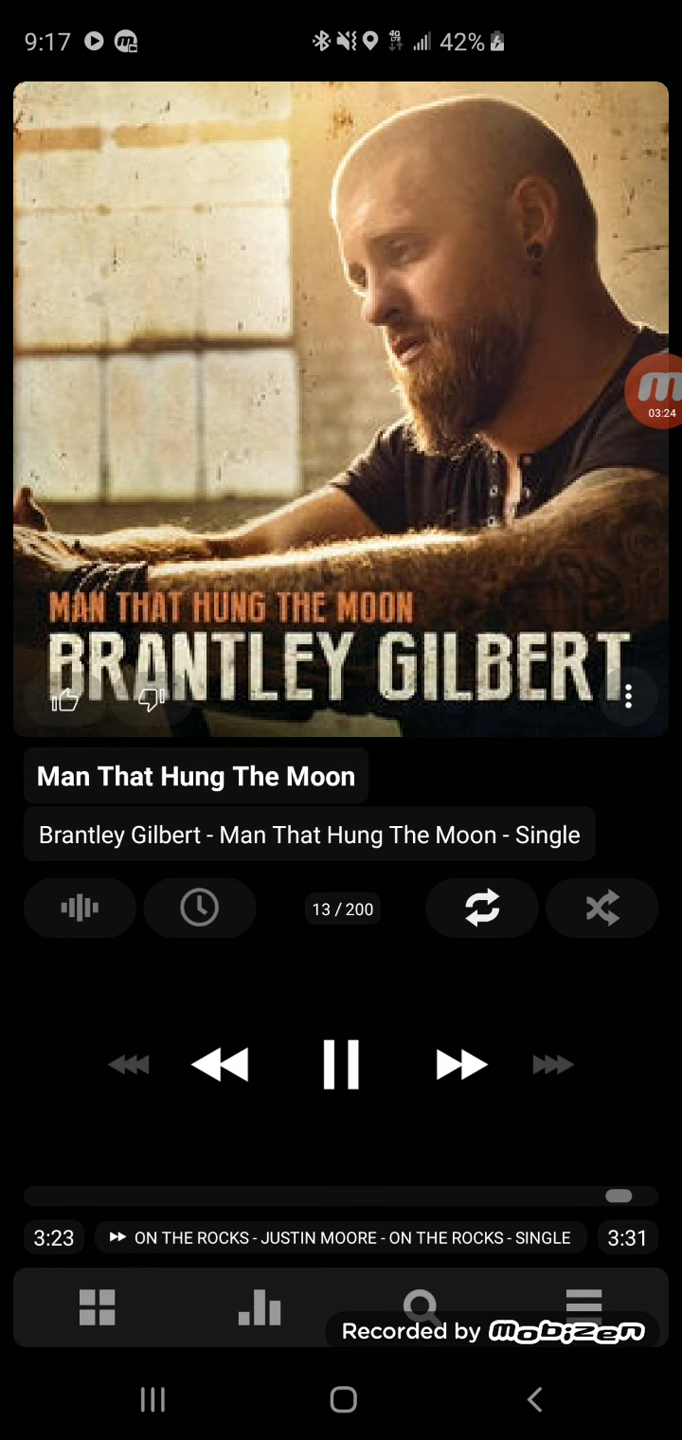 9:17
4G LTE
42%
03:24
MAN THAT HUNG THE MOON
BRANTLEY GILBERT
Man That Hung The Moon
Brantley Gilbert - Man That Hung The Moon - Single
13 / 200
3:23
ON THE ROCKS - JUSTIN MOORE - ON THE ROCKS - SINGLE
3:31
Recorded by mobizen